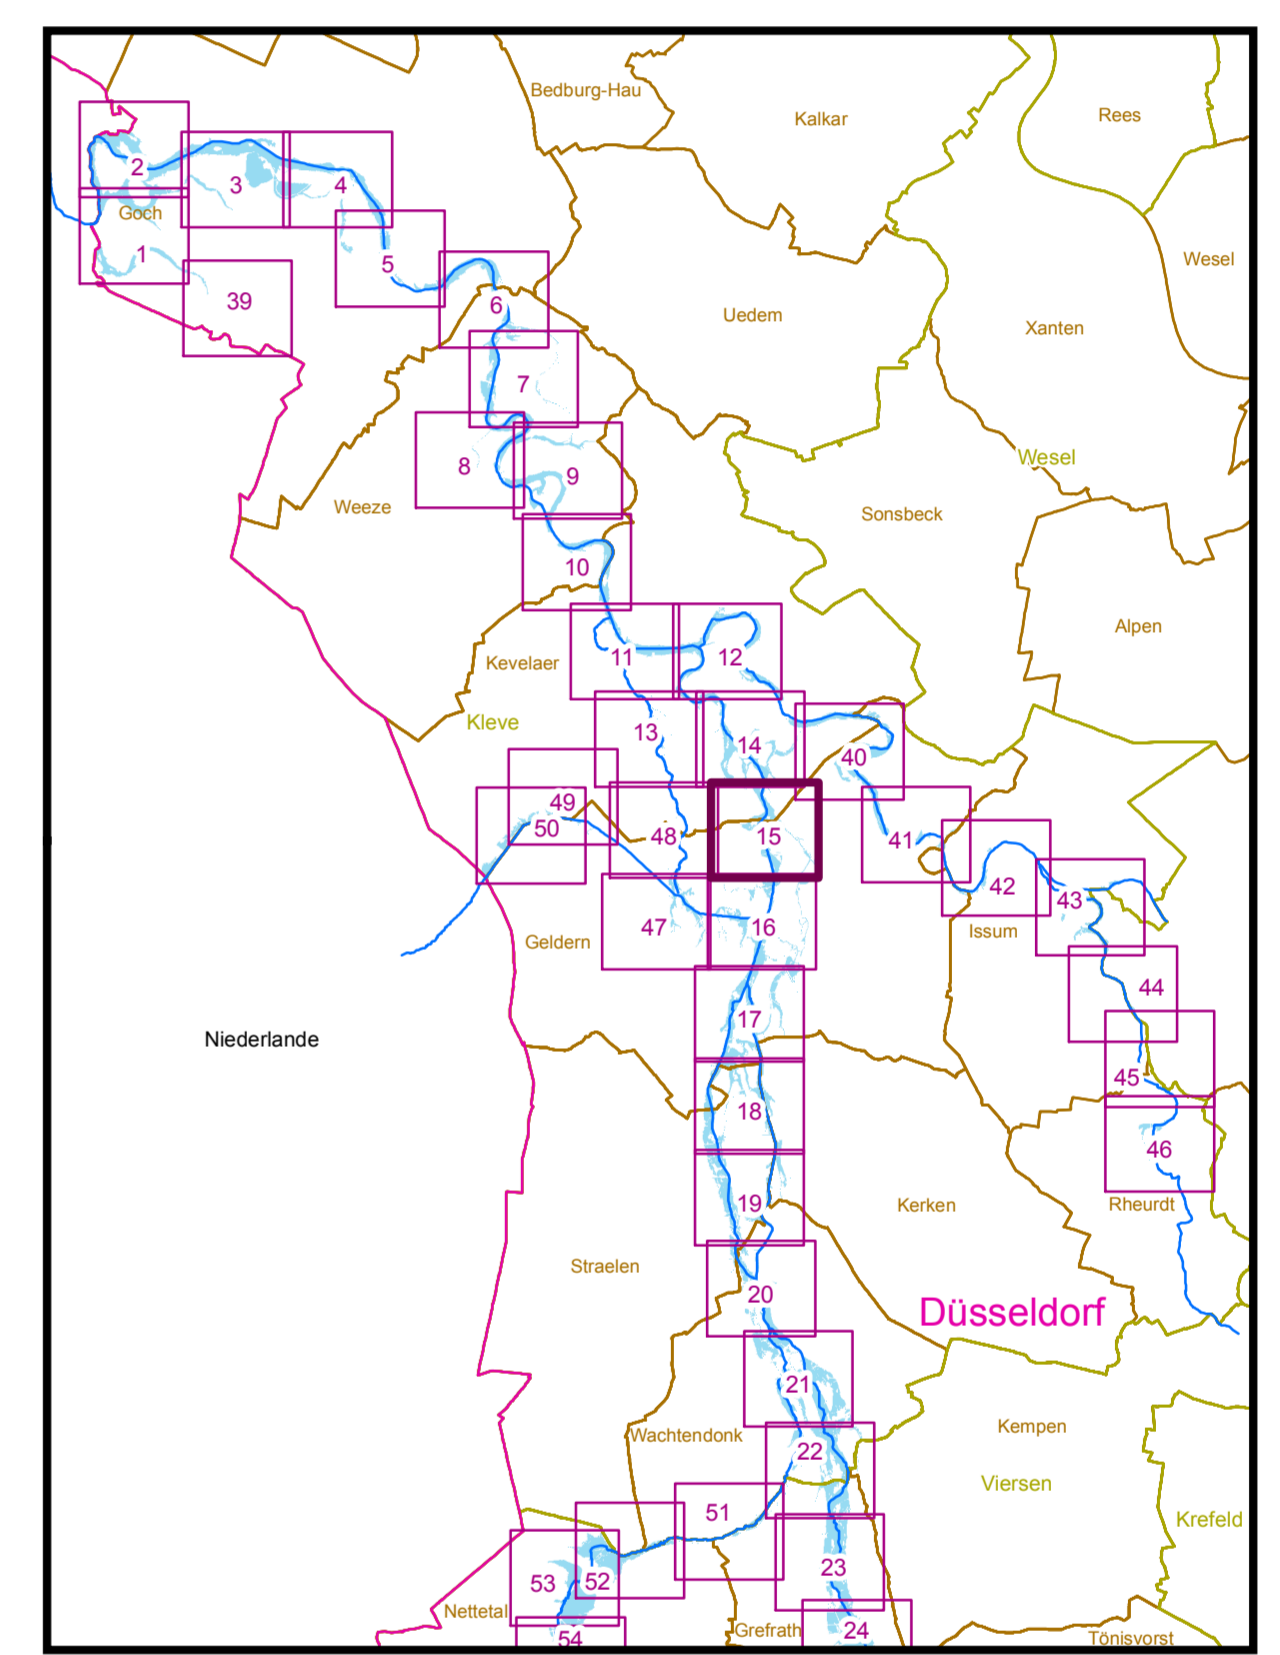 Bedburg-Hau
Kalkar
Rees
2
3
4
Goch
1
5
39
6
Wesel
Uedem
Xanten
7
8
9
Wesel
Weeze
Sonsbeck
10
Alpen
11
12
Kevelaer
Kleve
13
14
40
49
50
48
15
41
42
43
47
16
Geldern
Issum
44
17
Niederlande
45
18
46
19
Kerken
Rheurdt
Straelen
20
Düsseldorf
21
Wachtendonk
22
Kempen
Viersen
51
Krefeld
23
53
52
Nettetal
Grefrath
24
54
Tönisvorst